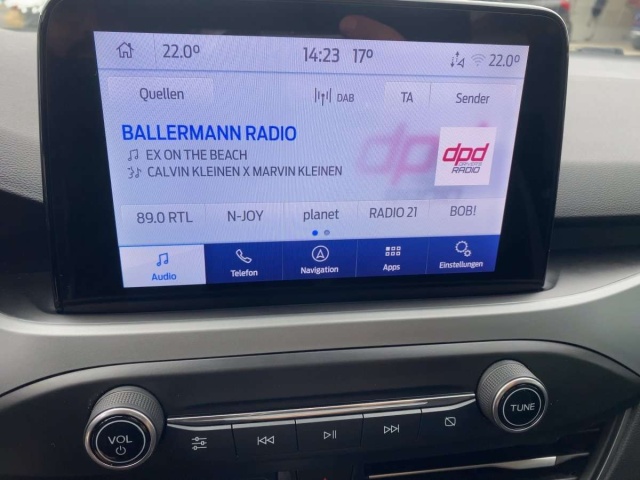 22.0° 14:23 17° 22.0°
Quellen DAB TA Sender
BALLERMANN RADIO
EX ON THE BEACH
CALVIN KLEINEN X MARVIN KLEINEN
dpd
RADIO
89.0 RTL N-JOY planet RADIO 21 BOB!
Audio Telefon Navigation Apps Einstellungen
VOL TUNE